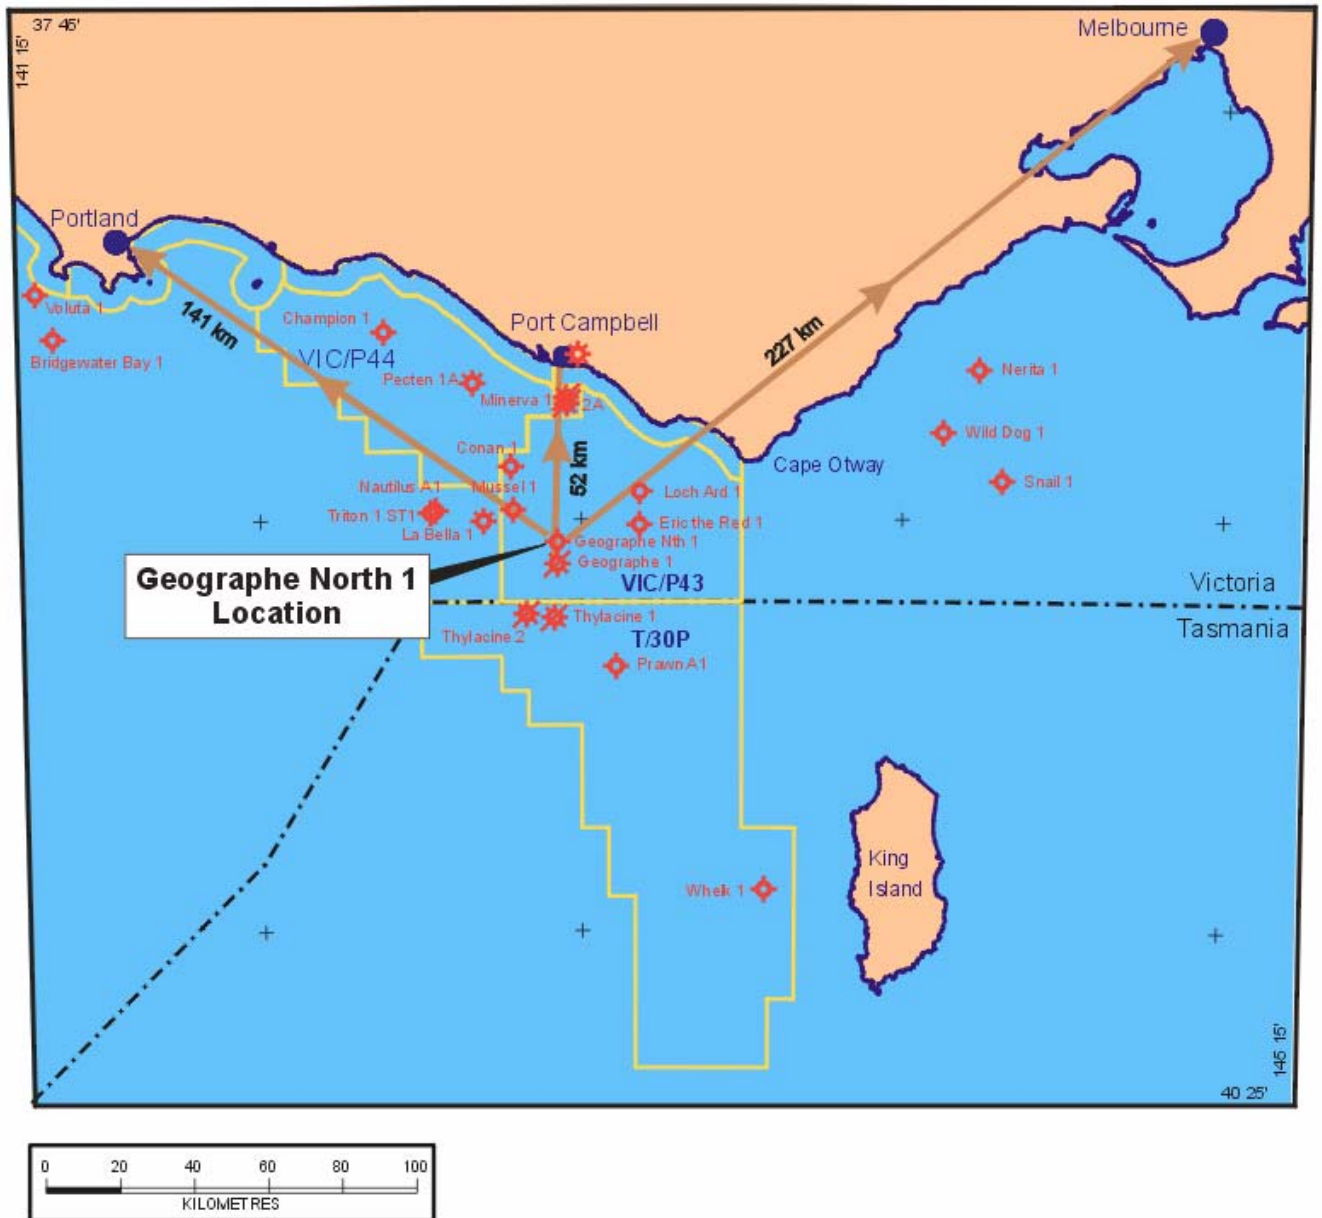 37 45'
141 15'
Melbourne
Portland
Voluta 1
Bridgewater Bay 1
141 km
Champion 1
VIC/P44
Port Campbell
Pecten 1A
Minerva 1
2A
227 km
Nerita 1
Wild Dog 1
Snail 1
Cape Otway
Conan 1
52 km
Nautilus A1
Mussel 1
Loch Ard 1
Triton 1 ST1
La Bella 1
Eric the Red 1
Geographe Nth 1
Geographe 1
Geographe North 1
Location
VIC/P43
Victoria
Tasmania
Thylacine 2
Thylacine 1
T/30P
Prawn A1
Whelk 1
King
Island
145 15'
40 25'
0 20 40 60 80 100
KILOMETRES